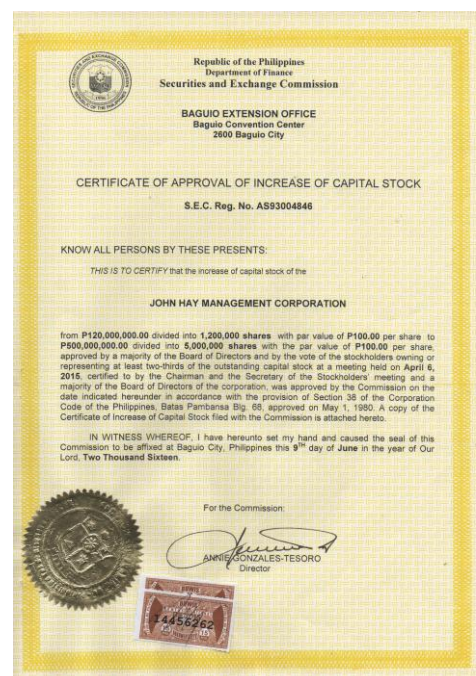 Republic of the Philippines
Department of Finance
Securities and Exchange Commission
BAGUIO EXTENSION OFFICE
Baguio Convention Center
2600 Baguio City
CERTIFICATE OF APPROVAL OF INCREASE OF CAPITAL STOCK
S.E.C. Reg. No. AS93004846
KNOW ALL PERSONS BY THESE PRESENTS:
THIS IS TO CERTIFY that the increase of capital stock of the
JOHN HAY MANAGEMENT CORPORATION
from P120,000,000.00 divided into 1,200,000 shares with par value of P100.00 per share to
P500,000,000.00 divided into 5,000,000 shares with the par value of P100.00 per share,
approved by a majority of the Board of Directors and by the vote of the stockholders owning or
representing at least two-thirds of the outstanding capital stock at a meeting held on April 6,
2015, certified to by the Chairman and the Secretary of the Stockholders' meeting and a
majority of the Board of Directors of the corporation, was approved by the Commission on the
date indicated hereunder in accordance with the provision of Section 38 of the Corporation
Code of the Philippines, Batas Pambansa Blg. 68, approved on May 1, 1980. A copy of the
Certificate of Increase of Capital Stock filed with the Commission is attached hereto.
IN WITNESS WHEREOF, I have hereunto set my hand and caused the seal of this
Commission to be affixed at Baguio City, Philippines this 9TH day of June in the year of Our
Lord, Two Thousand Sixteen.
For the Commission:
ANNIE GONZALES-TESORO
Director
14456262